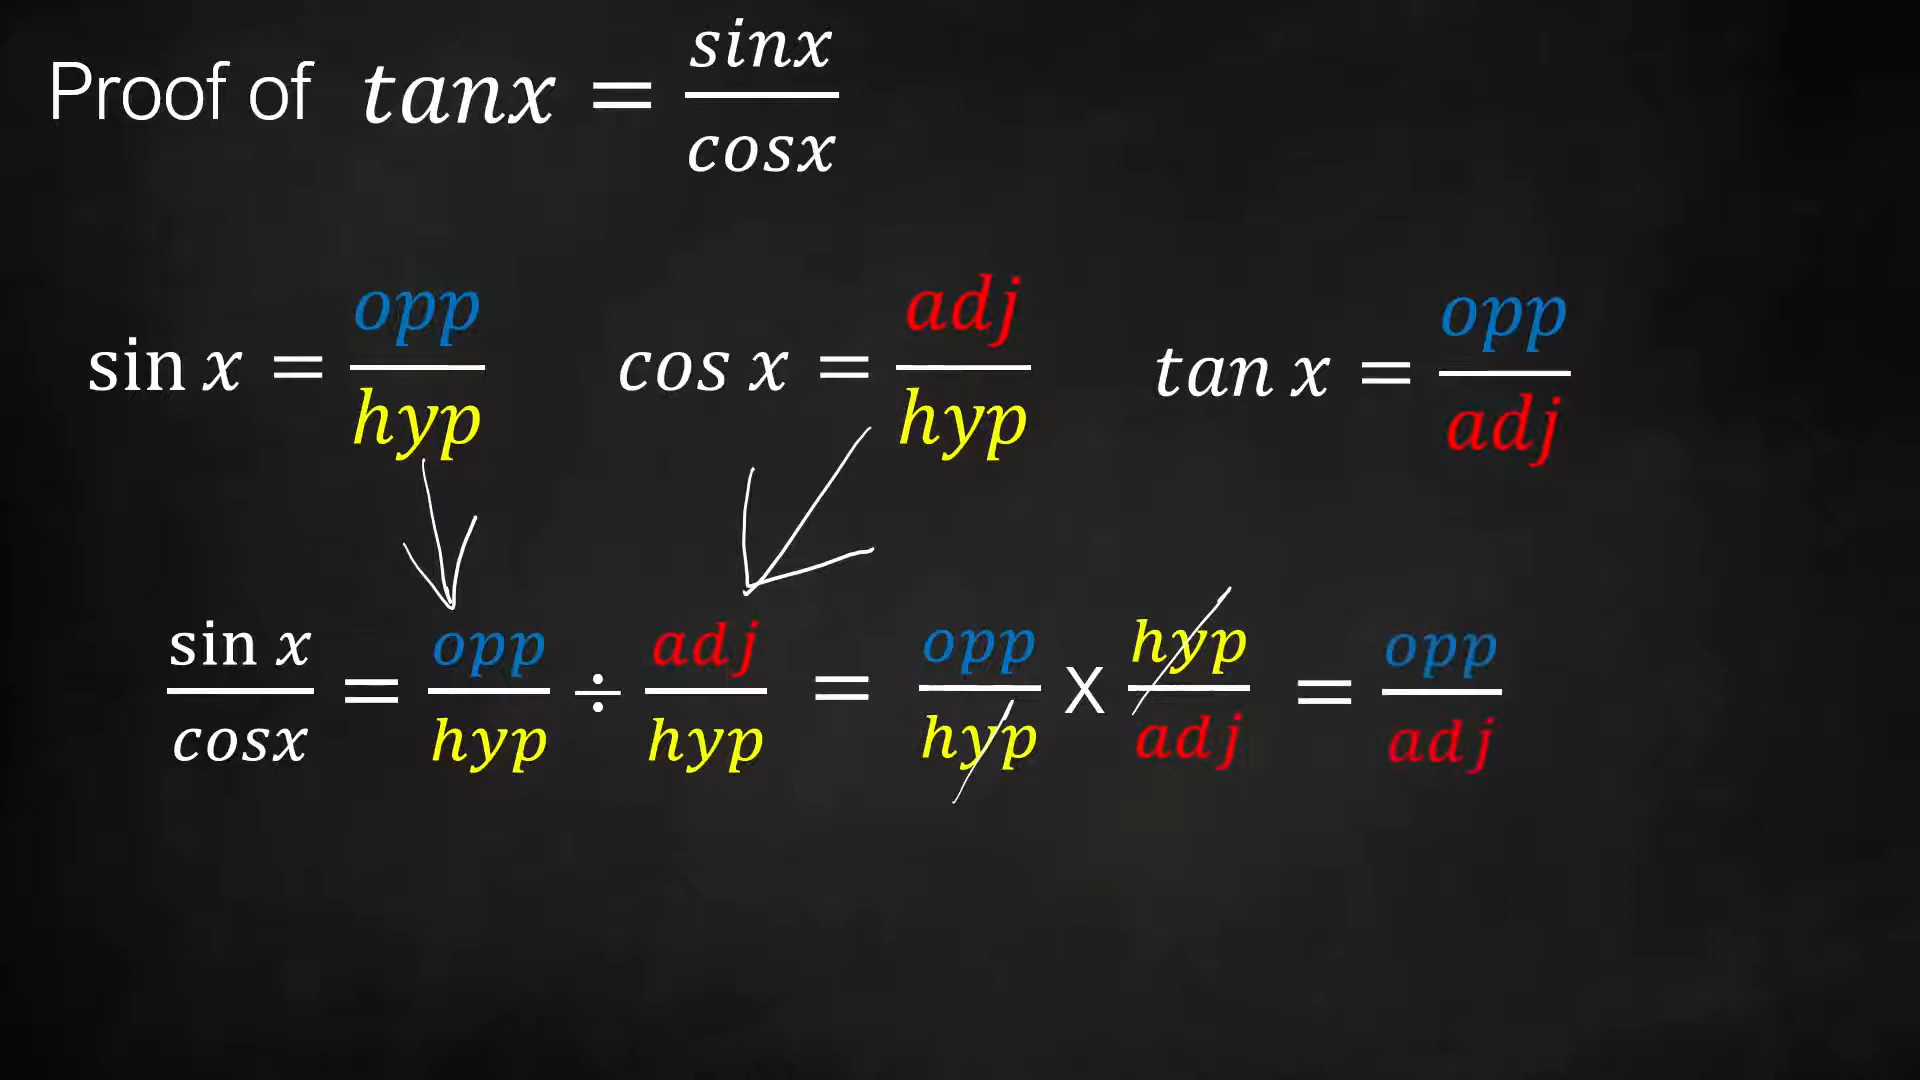 Proof of tanx = sinx/cosx
sin x = opp/hyp cos x = adj/hyp tan x = opp/adj
sin x/cosx = opp/hyp ÷ adj/hyp = opp/hyp x hyp/adj = opp/adj